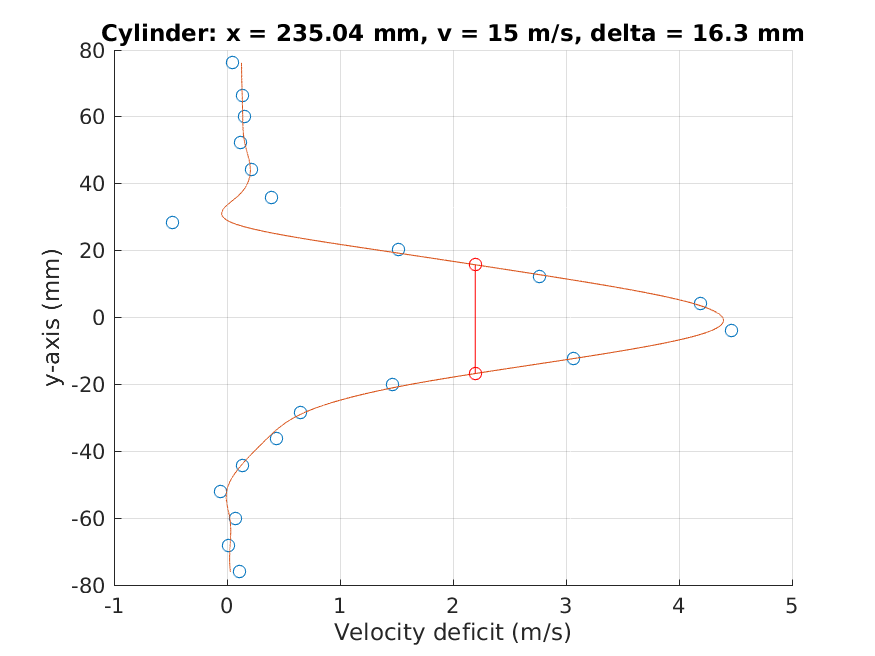 Cylinder: x = 235.04 mm, v = 15 m/s, delta = 16.3 mm
80
60
40
20
0
-20
-40
-60
-80
y-axis (mm)
-1 0 1 2 3 4 5
Velocity deficit (m/s)